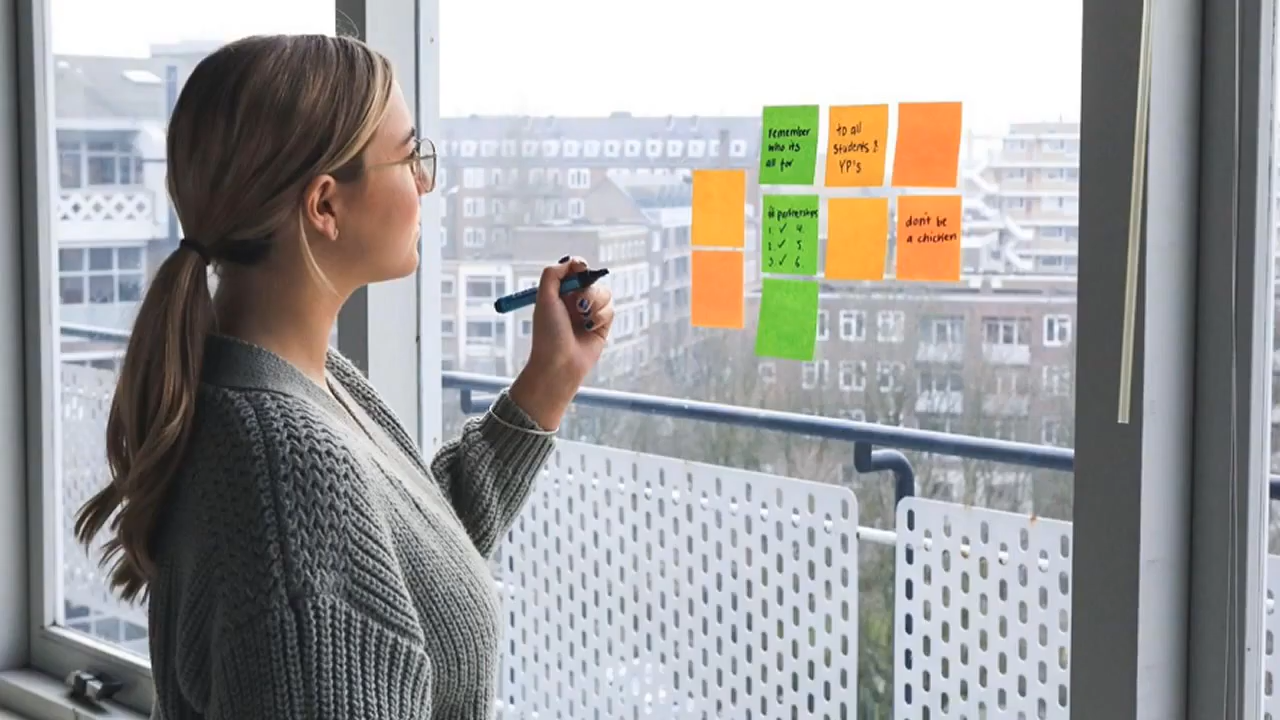 remember
who its
all for
to all
students &
YP's
# partnerships
1. ✓ 4.
2. ✓ 5.
3. ✓ 6.
don't be
a chicken